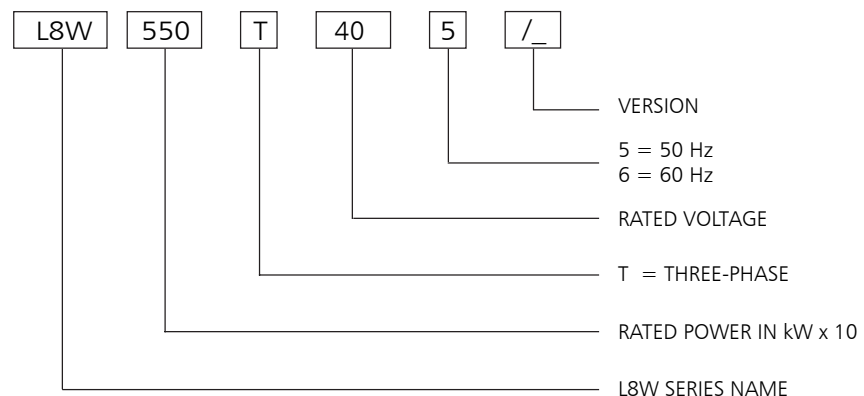 L8W 550 T 40 5 /_
VERSION
5 = 50 Hz
6 = 60 Hz
RATED VOLTAGE
T = THREE-PHASE
RATED POWER IN kW x 10
L8W SERIES NAME